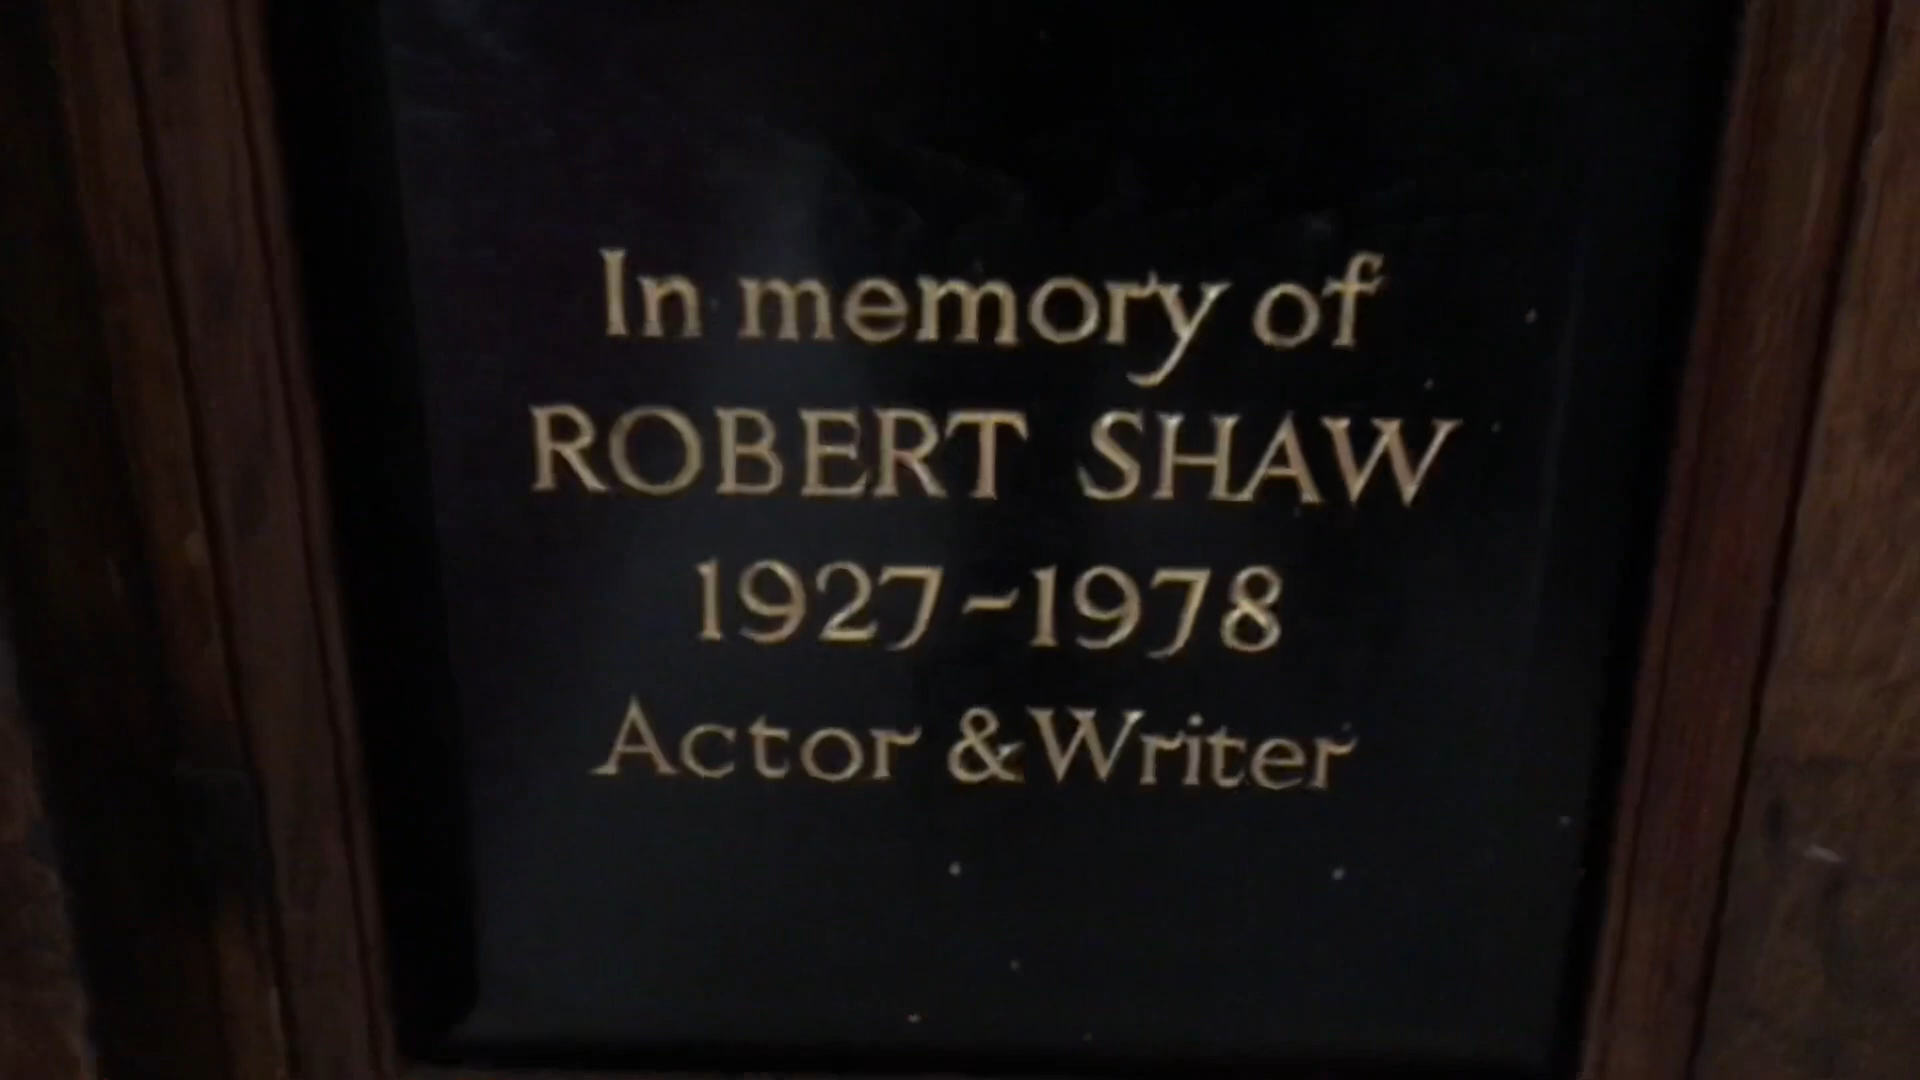 In memory of
ROBERT SHAW
1927-1978
Actor & Writer